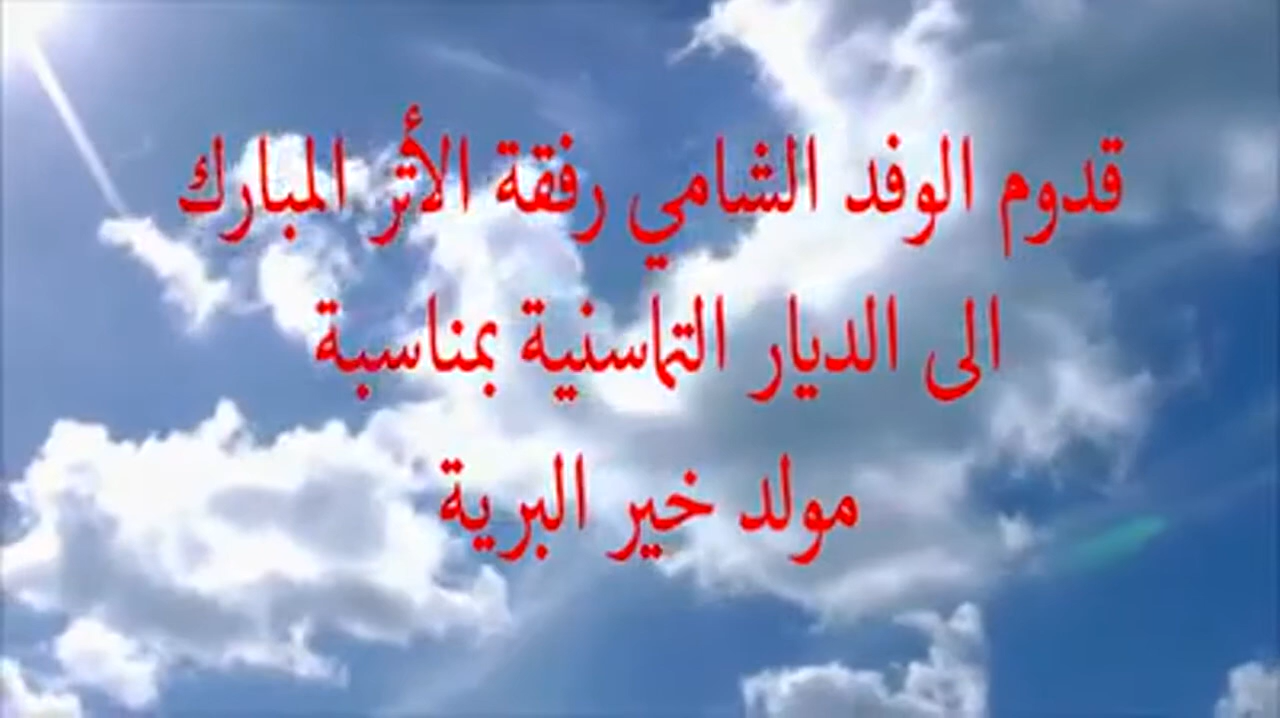 قدوم الوفد الشامي رفقة الأثر المبارك
الى الديار التماسنية بمناسبة
مولد خير البرية